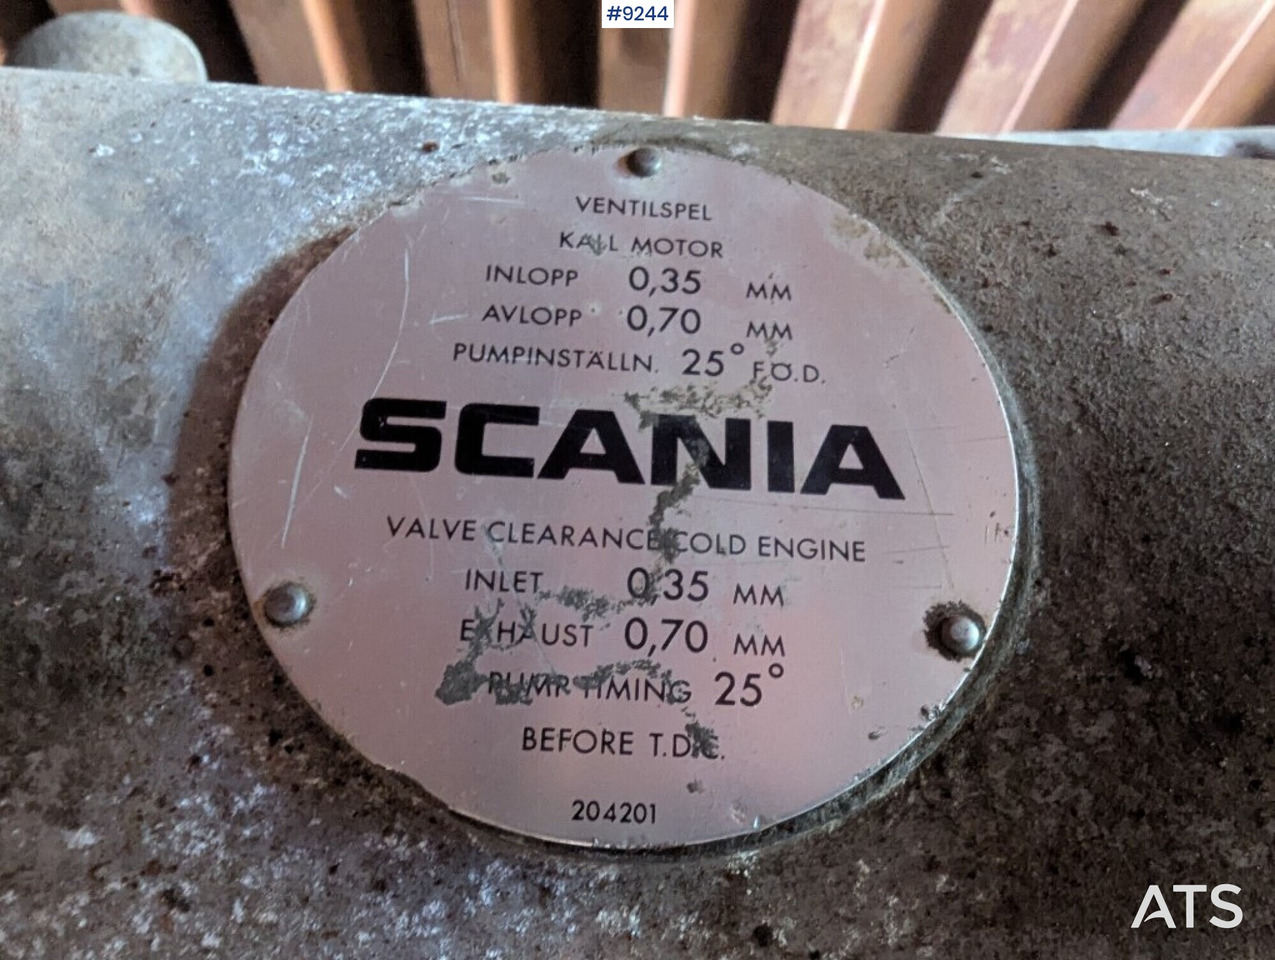 #9244
VENTILSPEL
KALL MOTOR
INLOPP 0,35 MM
AVLOPP 0,70 MM
PUMPINSTÄLLN. 25° F.Ö.D.
SCANIA
VALVE CLEARANCE COLD ENGINE
INLET 0,35 MM
EXHAUST 0,70 MM
PUMP TIMING 25°
BEFORE T.D.C.
204201
ATS